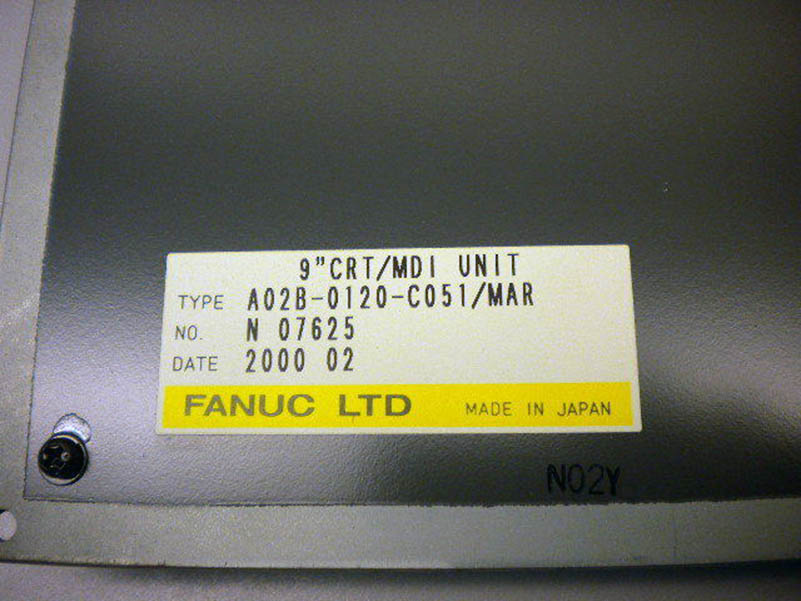 9"CRT/MDI UNIT
TYPE A02B-0120-C051/MAR
NO. N 07625
DATE 2000 02
FANUC LTD MADE IN JAPAN
N02Y